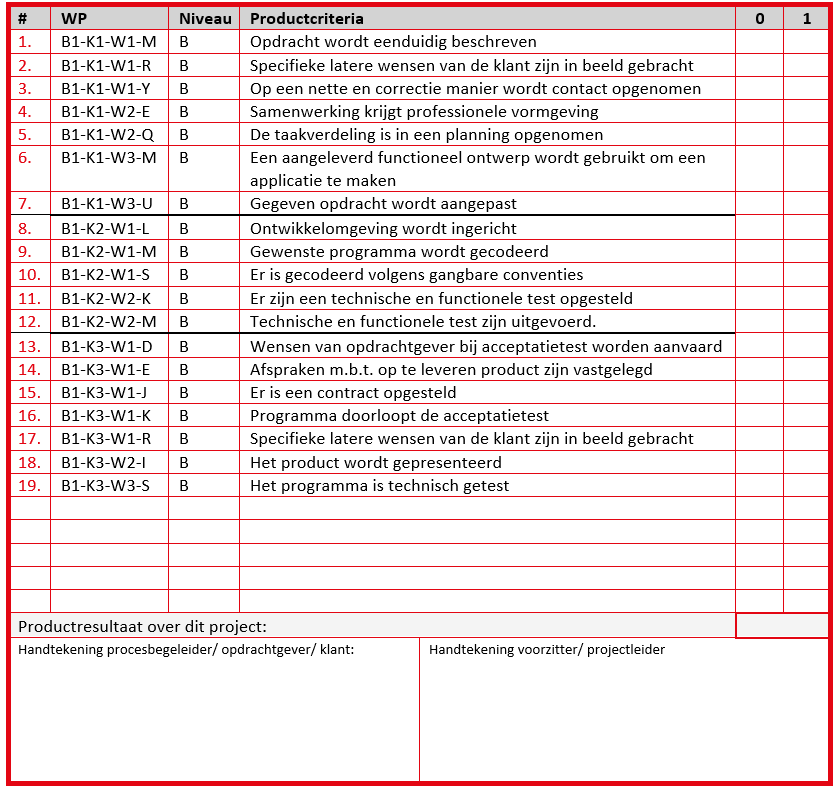 # WP Niveau Productcriteria 0 1
1. B1-K1-W1-M B Opdracht wordt eenduidig beschreven
2. B1-K1-W1-R B Specifieke latere wensen van de klant zijn in beeld gebracht
3. B1-K1-W1-Y B Op een nette en correctie manier wordt contact opgenomen
4. B1-K1-W2-E B Samenwerking krijgt professionele vormgeving
5. B1-K1-W2-Q B De taakverdeling is in een planning opgenomen
6. B1-K1-W3-M B Een aangeleverd functioneel ontwerp wordt gebruikt om een
applicatie te maken
7. B1-K1-W3-U B Gegeven opdracht wordt aangepast
8. B1-K2-W1-L B Ontwikkelomgeving wordt ingericht
9. B1-K2-W1-M B Gewenste programma wordt gecodeerd
10. B1-K2-W1-S B Er is gecodeerd volgens gangbare conventies
11. B1-K2-W2-K B Er zijn een technische en functionele test opgesteld
12. B1-K2-W2-M B Technische en functionele test zijn uitgevoerd.
13. B1-K3-W1-D B Wensen van opdrachtgever bij acceptatietest worden aanvaard
14. B1-K3-W1-E B Afspraken m.b.t. op te leveren product zijn vastgelegd
15. B1-K3-W1-J B Er is een contract opgesteld
16. B1-K3-W1-K B Programma doorloopt de acceptatietest
17. B1-K3-W1-R B Specifieke latere wensen van de klant zijn in beeld gebracht
18. B1-K3-W2-I B Het product wordt gepresenteerd
19. B1-K3-W3-S B Het programma is technisch getest
Productresultaat over dit project:
Handtekening procesbegeleider/ opdrachtgever/ klant: Handtekening voorzitter/ projectleider